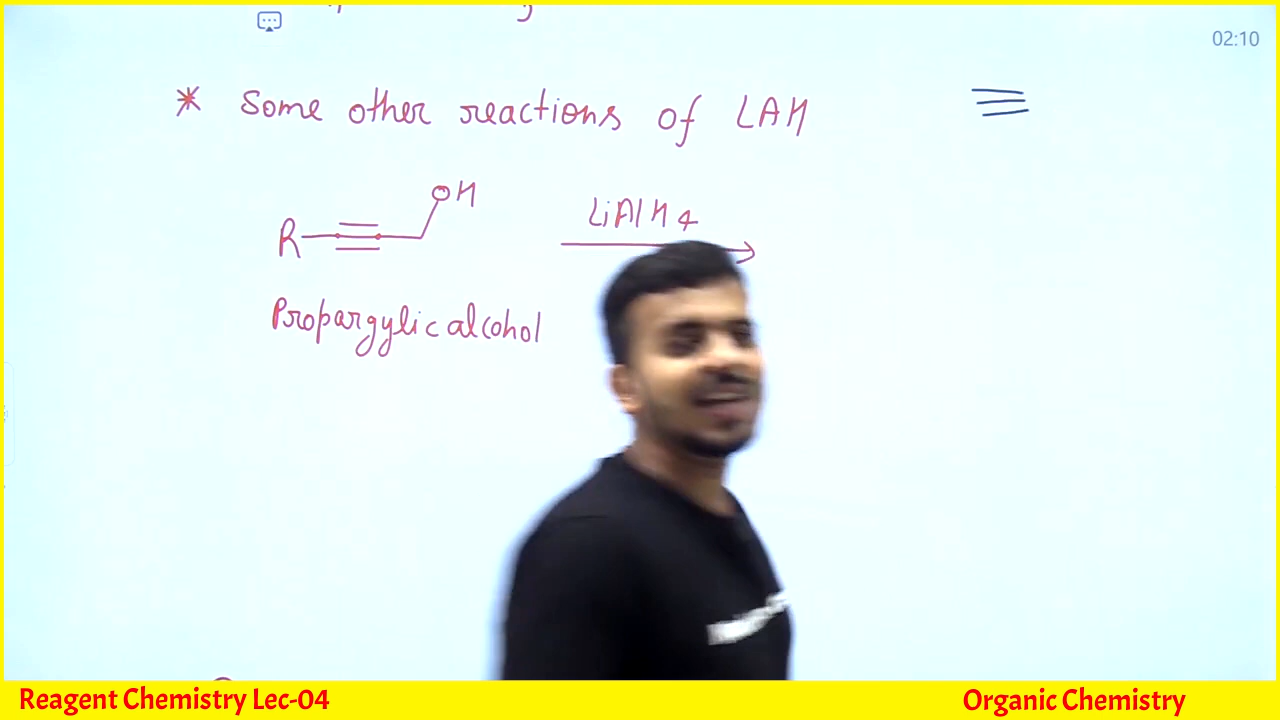 02:10
* Some other reactions of LAH
OH
R
LiAlH4
Propargylic alcohol
Reagent Chemistry Lec-04
Organic Chemistry